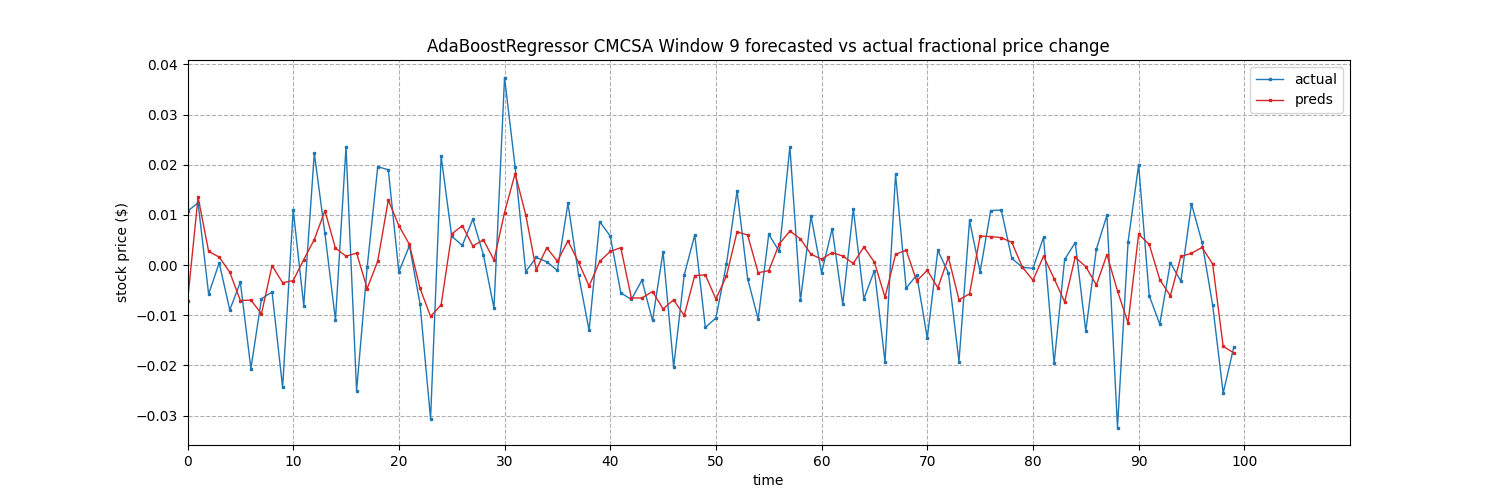 AdaBoostRegressor CMCSA Window 9 forecasted vs actual fractional price change
actual
preds
0.04
0.03
0.02
0.01
0.00
−0.01
−0.02
−0.03
stock price ($)
0 10 20 30 40 50 60 70 80 90 100
time